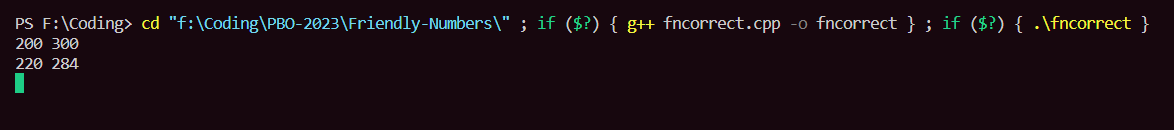 PS F:\Coding> cd "f:\Coding\PBO-2023\Friendly-Numbers\" ; if ($?) { g++ fncorrect.cpp -o fncorrect } ; if ($?) { .\fncorrect }
200 300
220 284